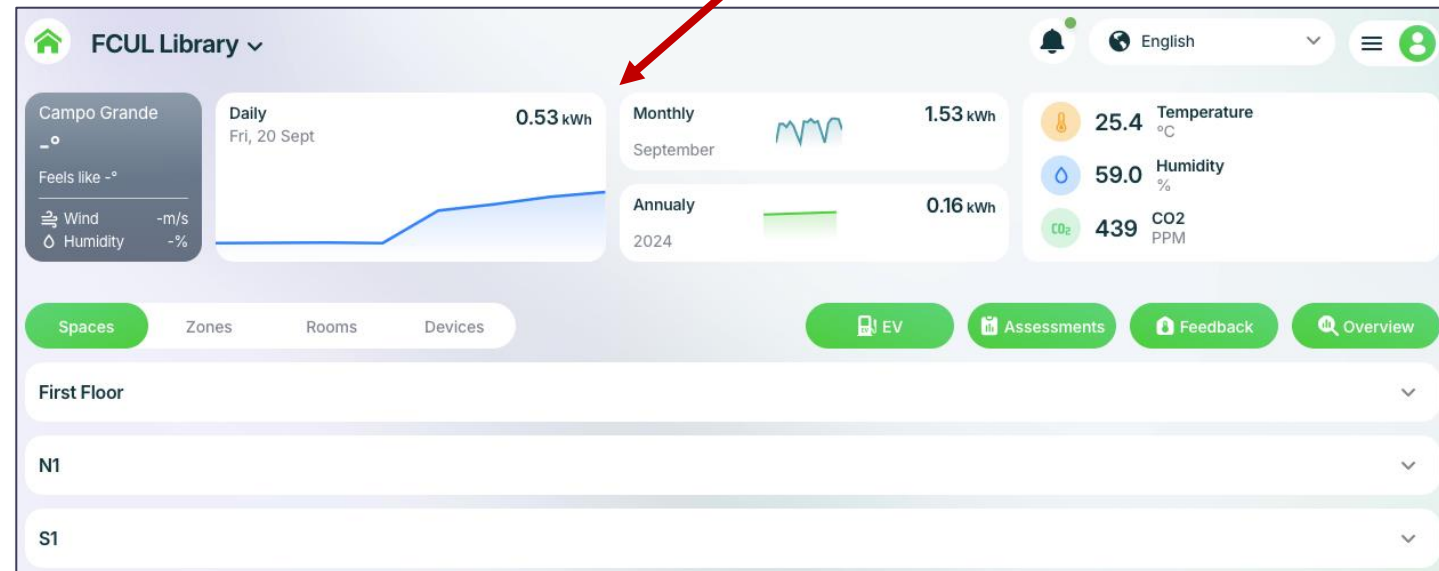 FCUL Library
English
Campo Grande
-°
Feels like -°
Wind -m/s
Humidity -%
Daily
0.53 kWh
Fri, 20 Sept
Monthly
1.53 kWh
September
Annualy
0.16 kWh
2024
25.4 Temperature
°C
59.0 Humidity
%
CO2
439 CO2
PPM
Spaces
Zones
Rooms
Devices
EV
Assessments
Feedback
Overview
First Floor
N1
S1